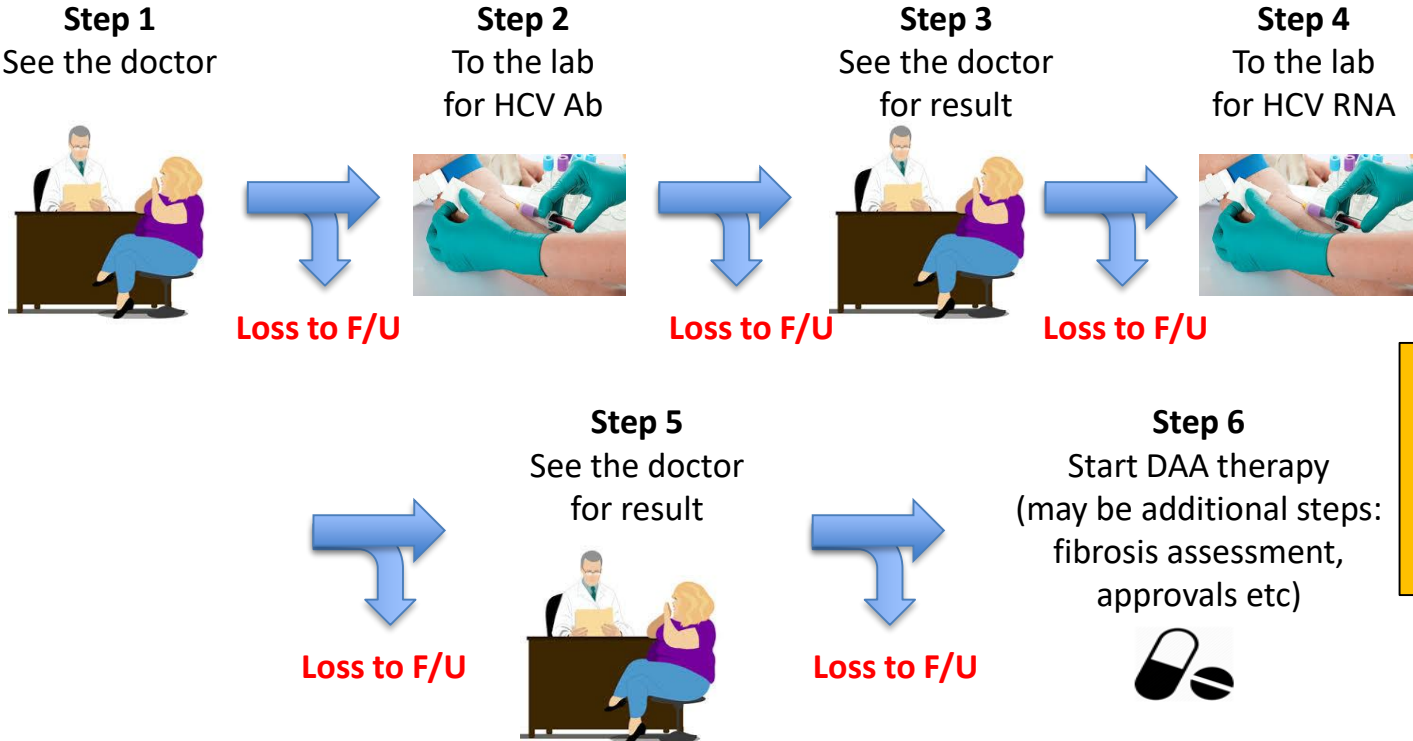 Step 1
See the doctor
Step 2
To the lab
for HCV Ab
Step 3
See the doctor
for result
Step 4
To the lab
for HCV RNA
Loss to F/U
Loss to F/U
Loss to F/U
Step 5
See the doctor
for result
Step 6
Start DAA therapy
(may be additional steps:
fibrosis assessment,
approvals etc)
Loss to F/U
Loss to F/U